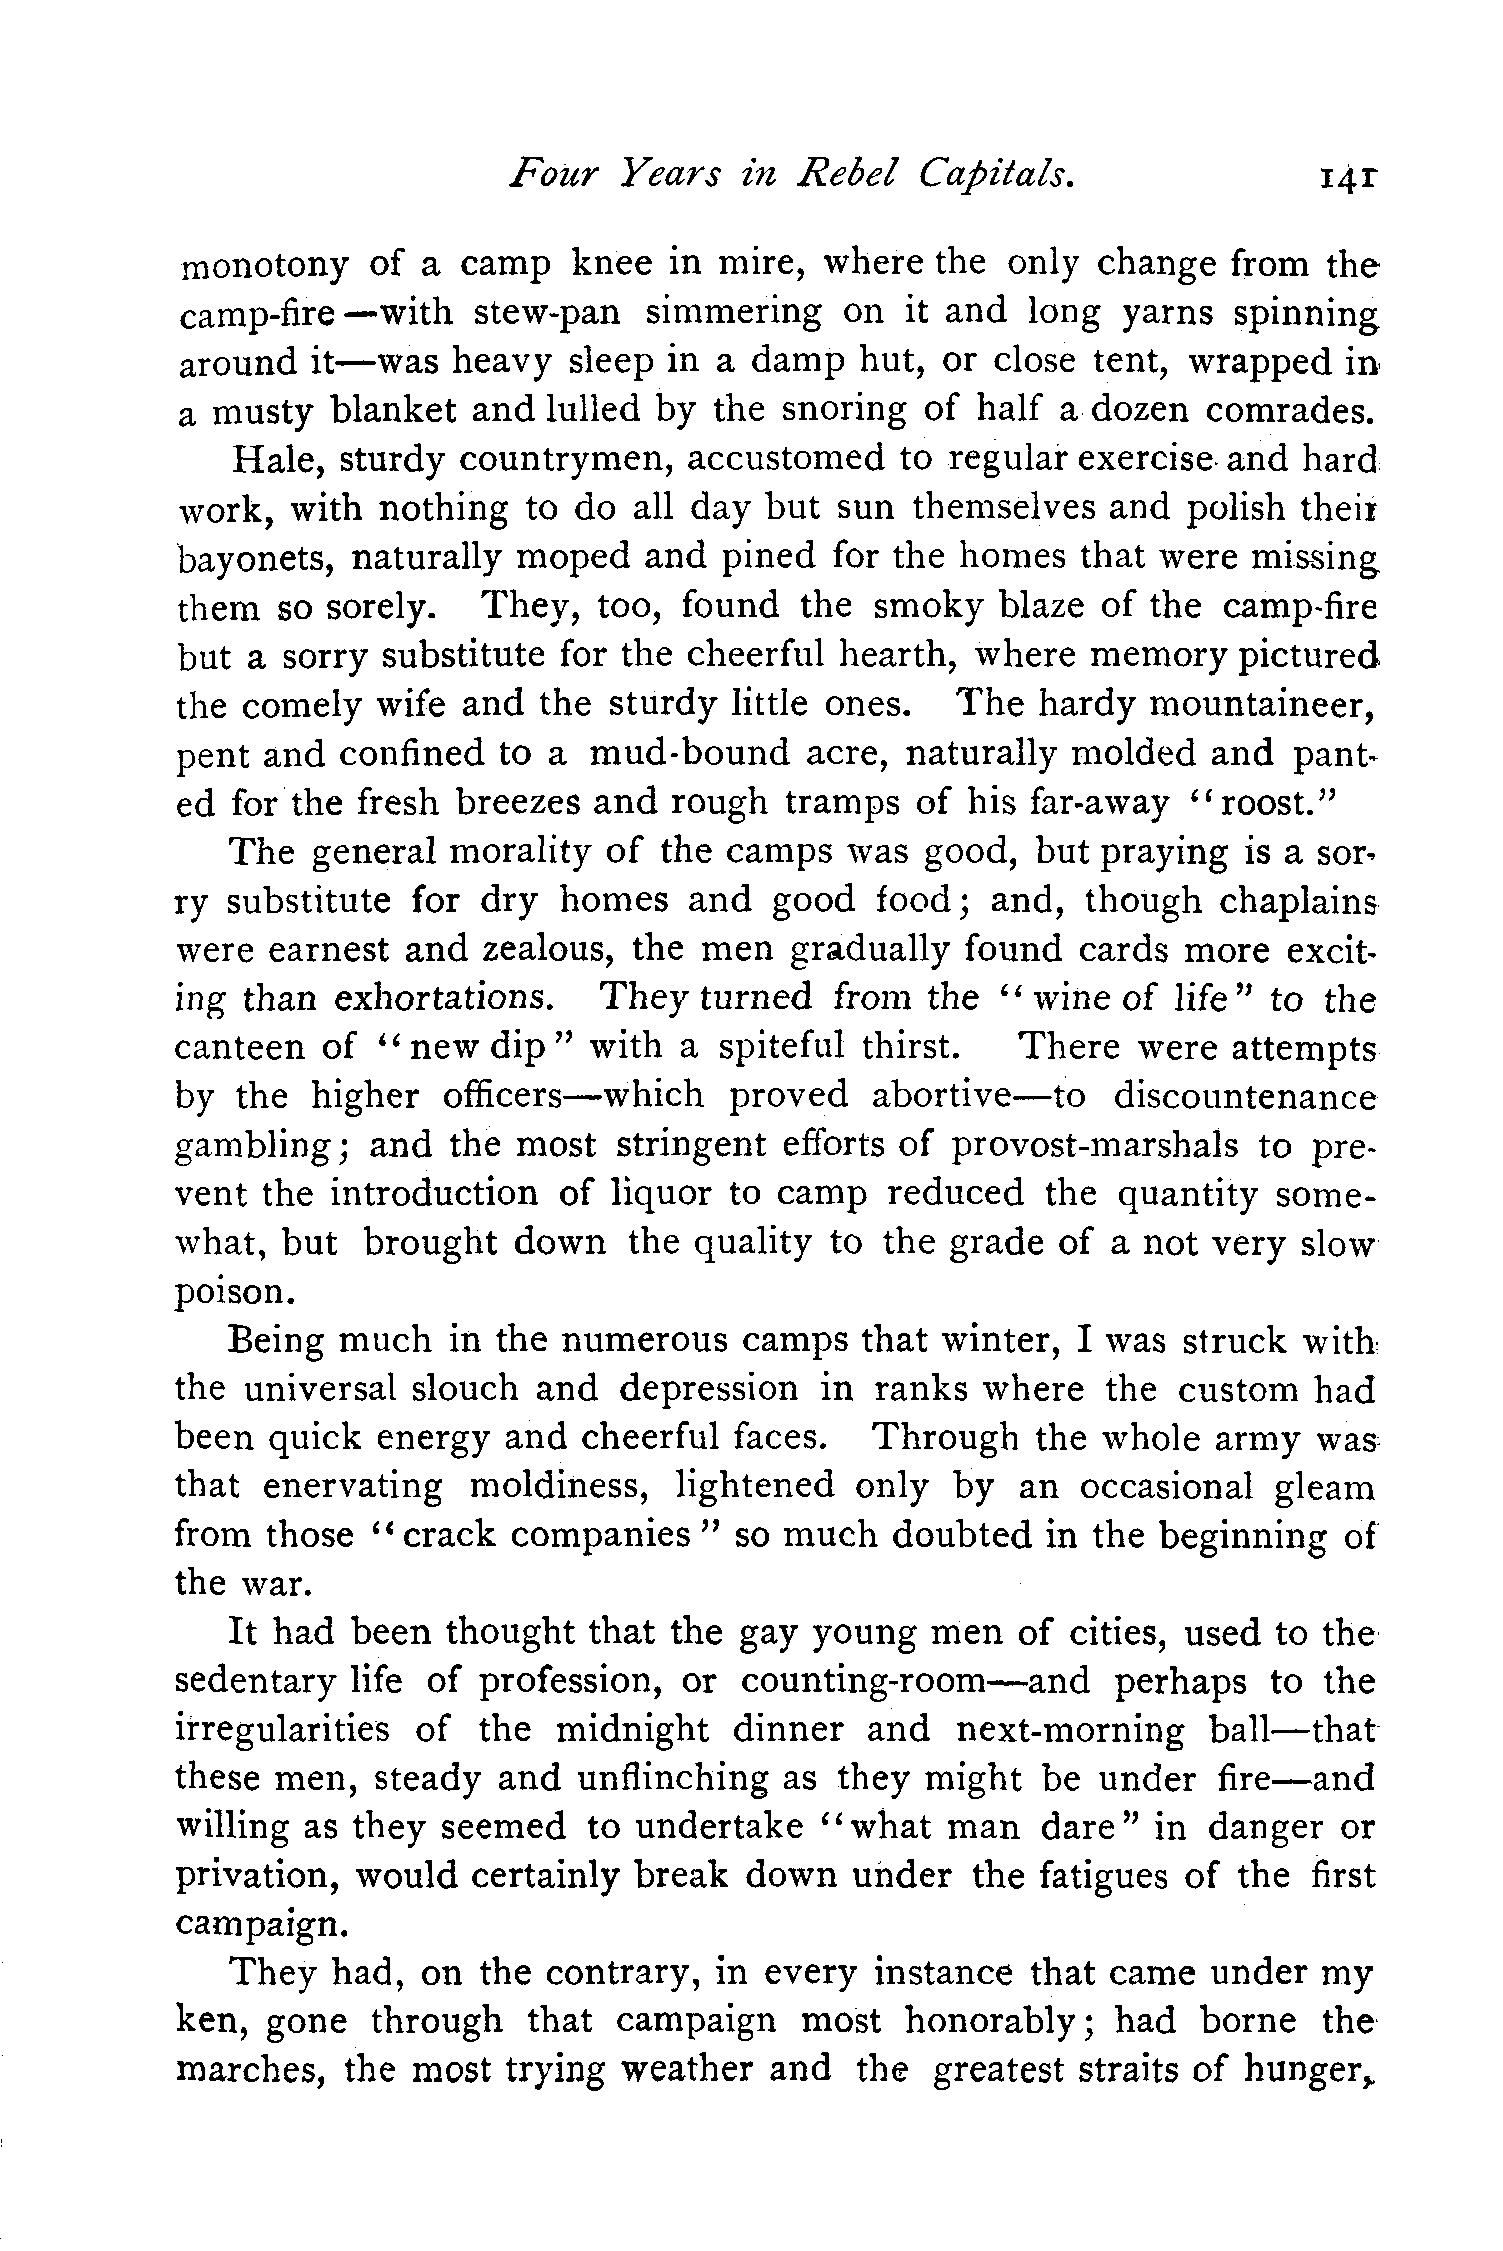 Four Years in Rebel Capitals. 141
monotony of a camp knee in mire, where the only change from the
camp-fire—with stew-pan simmering on it and long yarns spinning
around it—was heavy sleep in a damp hut, or close tent, wrapped in
a musty blanket and lulled by the snoring of half a dozen comrades.
Hale, sturdy countrymen, accustomed to regular exercise and hard
work, with nothing to do all day but sun themselves and polish their
bayonets, naturally moped and pined for the homes that were missing
them so sorely. They, too, found the smoky blaze of the camp-fire
but a sorry substitute for the cheerful hearth, where memory pictured
the comely wife and the sturdy little ones. The hardy mountaineer,
pent and confined to a mud-bound acre, naturally molded and pant-
ed for the fresh breezes and rough tramps of his far-away "roost."
The general morality of the camps was good, but praying is a sor-
ry substitute for dry homes and good food; and, though chaplains
were earnest and zealous, the men gradually found cards more excit-
ing than exhortations. They turned from the "wine of life" to the
canteen of "new dip" with a spiteful thirst. There were attempts
by the higher officers—which proved abortive—to discountenance
gambling; and the most stringent efforts of provost-marshals to pre-
vent the introduction of liquor to camp reduced the quantity some-
what, but brought down the quality to the grade of a not very slow
poison.
Being much in the numerous camps that winter, I was struck with
the universal slouch and depression in ranks where the custom had
been quick energy and cheerful faces. Through the whole army was
that enervating moldiness, lightened only by an occasional gleam
from those "crack companies" so much doubted in the beginning of
the war.
It had been thought that the gay young men of cities, used to the
sedentary life of profession, or counting-room—and perhaps to the
irregularities of the midnight dinner and next-morning ball—that
these men, steady and unflinching as they might be under fire—and
willing as they seemed to undertake "what man dare" in danger or
privation, would certainly break down under the fatigues of the first
campaign.
They had, on the contrary, in every instance that came under my
ken, gone through that campaign most honorably; had borne the
marches, the most trying weather and the greatest straits of hunger,